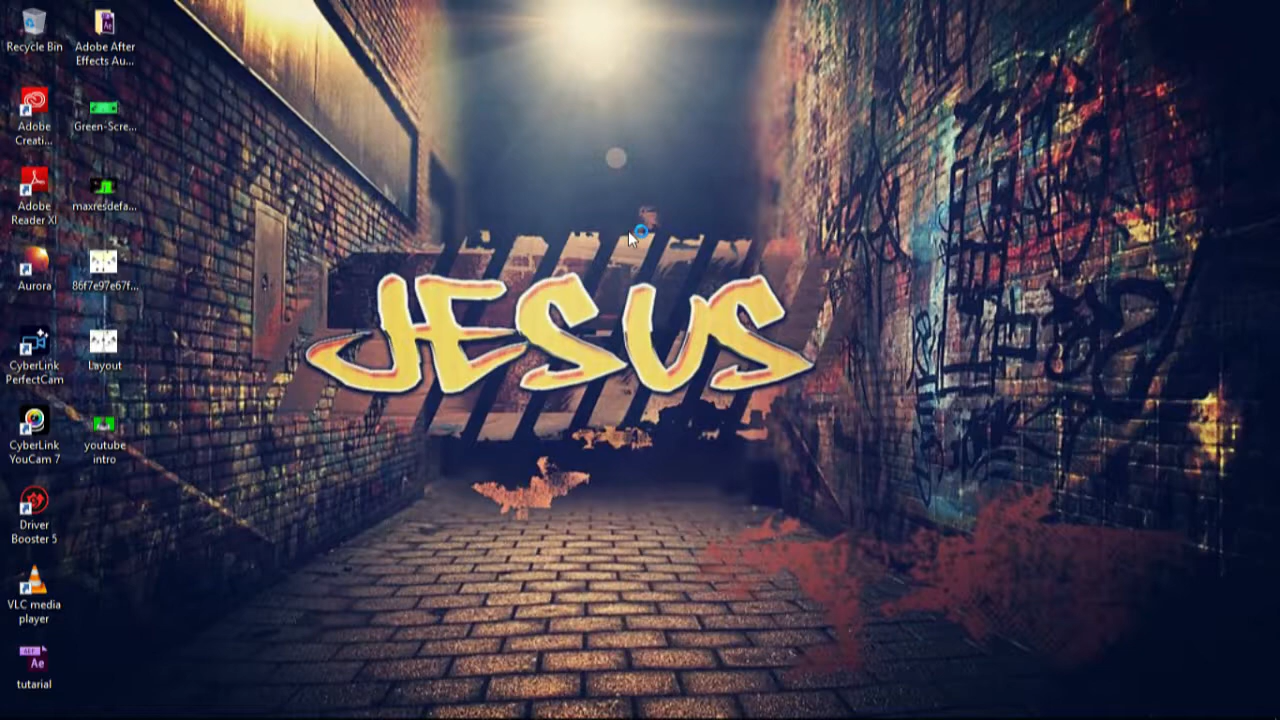 Recycle Bin
Adobe After
Effects Au...
Adobe
Creati...
Green-Scre...
Adobe
Reader XI
maxresdefa...
Aurora
86f7e97e67f...
CyberLink
PerfectCam
Layout
CyberLink
YouCam 7
youtube
intro
Driver
Booster 5
VLC media
player
tutarial
JESUS